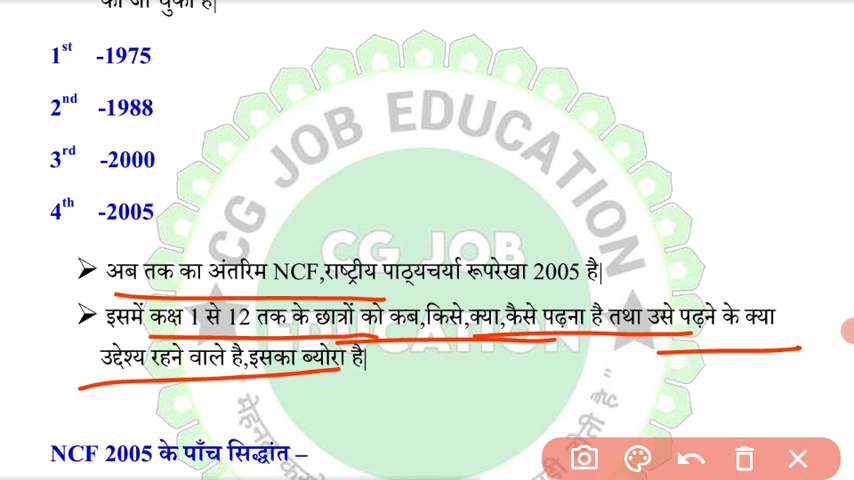 की जा चुकी है|
1st -1975
2nd -1988
3rd -2000
4th -2005
CG JOB EDUCATION
CG JOB
EDUCATION
➤ अब तक का अंतरिम NCF,राष्ट्रीय पाठ्यचर्या रूपरेखा 2005 है|
➤ इसमें कक्ष 1 से 12 तक के छात्रों को कब,किसे,क्या,कैसे पढ़ना है तथा उसे पढ़ने के क्या
उद्देश्य रहने वाले है,इसका ब्योरा है|
NCF 2005 के पाँच सिद्धांत –